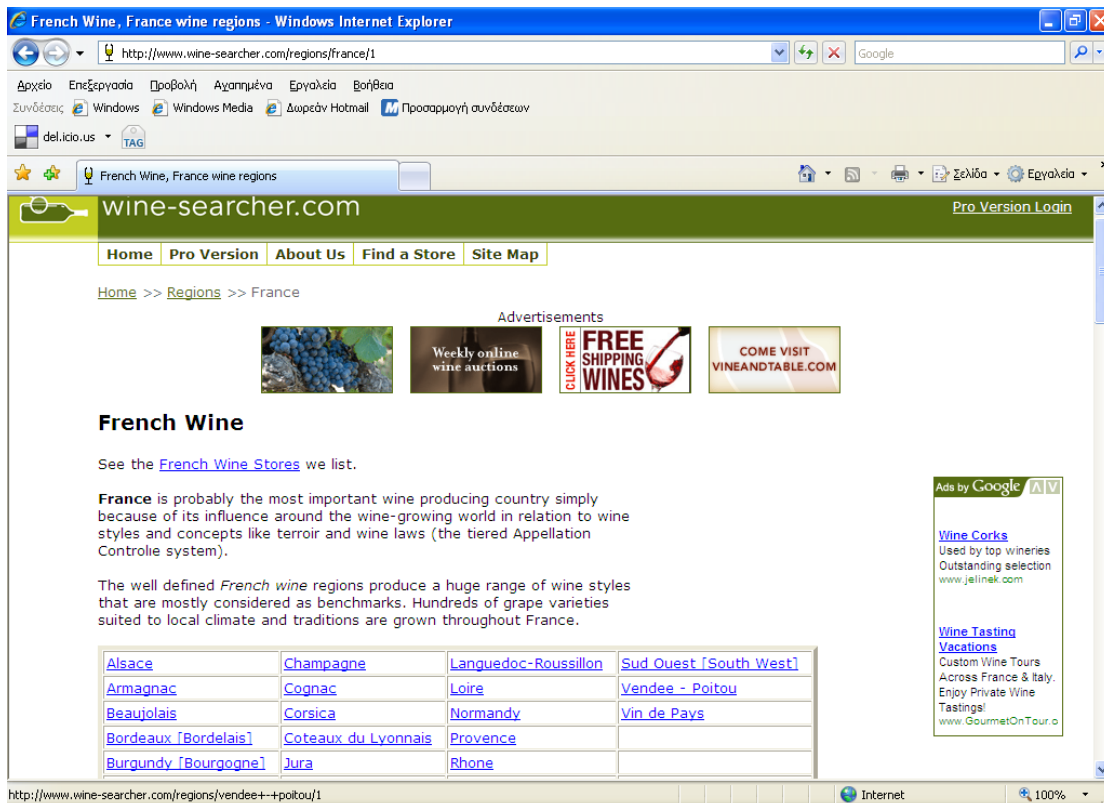 French Wine, France wine regions - Windows Internet Explorer
http://www.wine-searcher.com/regions/france/1
Google
Αρχείο Επεξεργασία Προβολή Αγαπημένα Εργαλεία Βοήθεια
Συνδέσεις Windows Windows Media Δωρεάν Hotmail Προσαρμογή συνδέσεων
del.icio.us TAG
French Wine, France wine regions
Σελίδα Εργαλεία
wine-searcher.com
Pro Version Login
Home Pro Version About Us Find a Store Site Map
Home >> Regions >> France
Advertisements
Weekly online
wine auctions
CLICK HERE
FREE
SHIPPING
WINES
COME VISIT
VINEANDTABLE.COM
French Wine
See the French Wine Stores we list.
France is probably the most important wine producing country simply
because of its influence around the wine-growing world in relation to wine
styles and concepts like terroir and wine laws (the tiered Appellation
Controlιe system).
The well defined French wine regions produce a huge range of wine styles
that are mostly considered as benchmarks. Hundreds of grape varieties
suited to local climate and traditions are grown throughout France.
Alsace Champagne Languedoc-Roussillon Sud Ouest [South West]
Armagnac Cognac Loire Vendee - Poitou
Beaujolais Corsica Normandy Vin de Pays
Bordeaux [Bordelais] Coteaux du Lyonnais Provence
Burgundy [Bourgogne] Jura Rhone
Ads by Google
Wine Corks
Used by top wineries
Outstanding selection
www.jelinek.com
Wine Tasting
Vacations
Custom Wine Tours
Across France & Italy.
Enjoy Private Wine
Tastings!
www.GourmetOnTour.o
http://www.wine-searcher.com/regions/vendee+-+poitou/1
Internet
100%